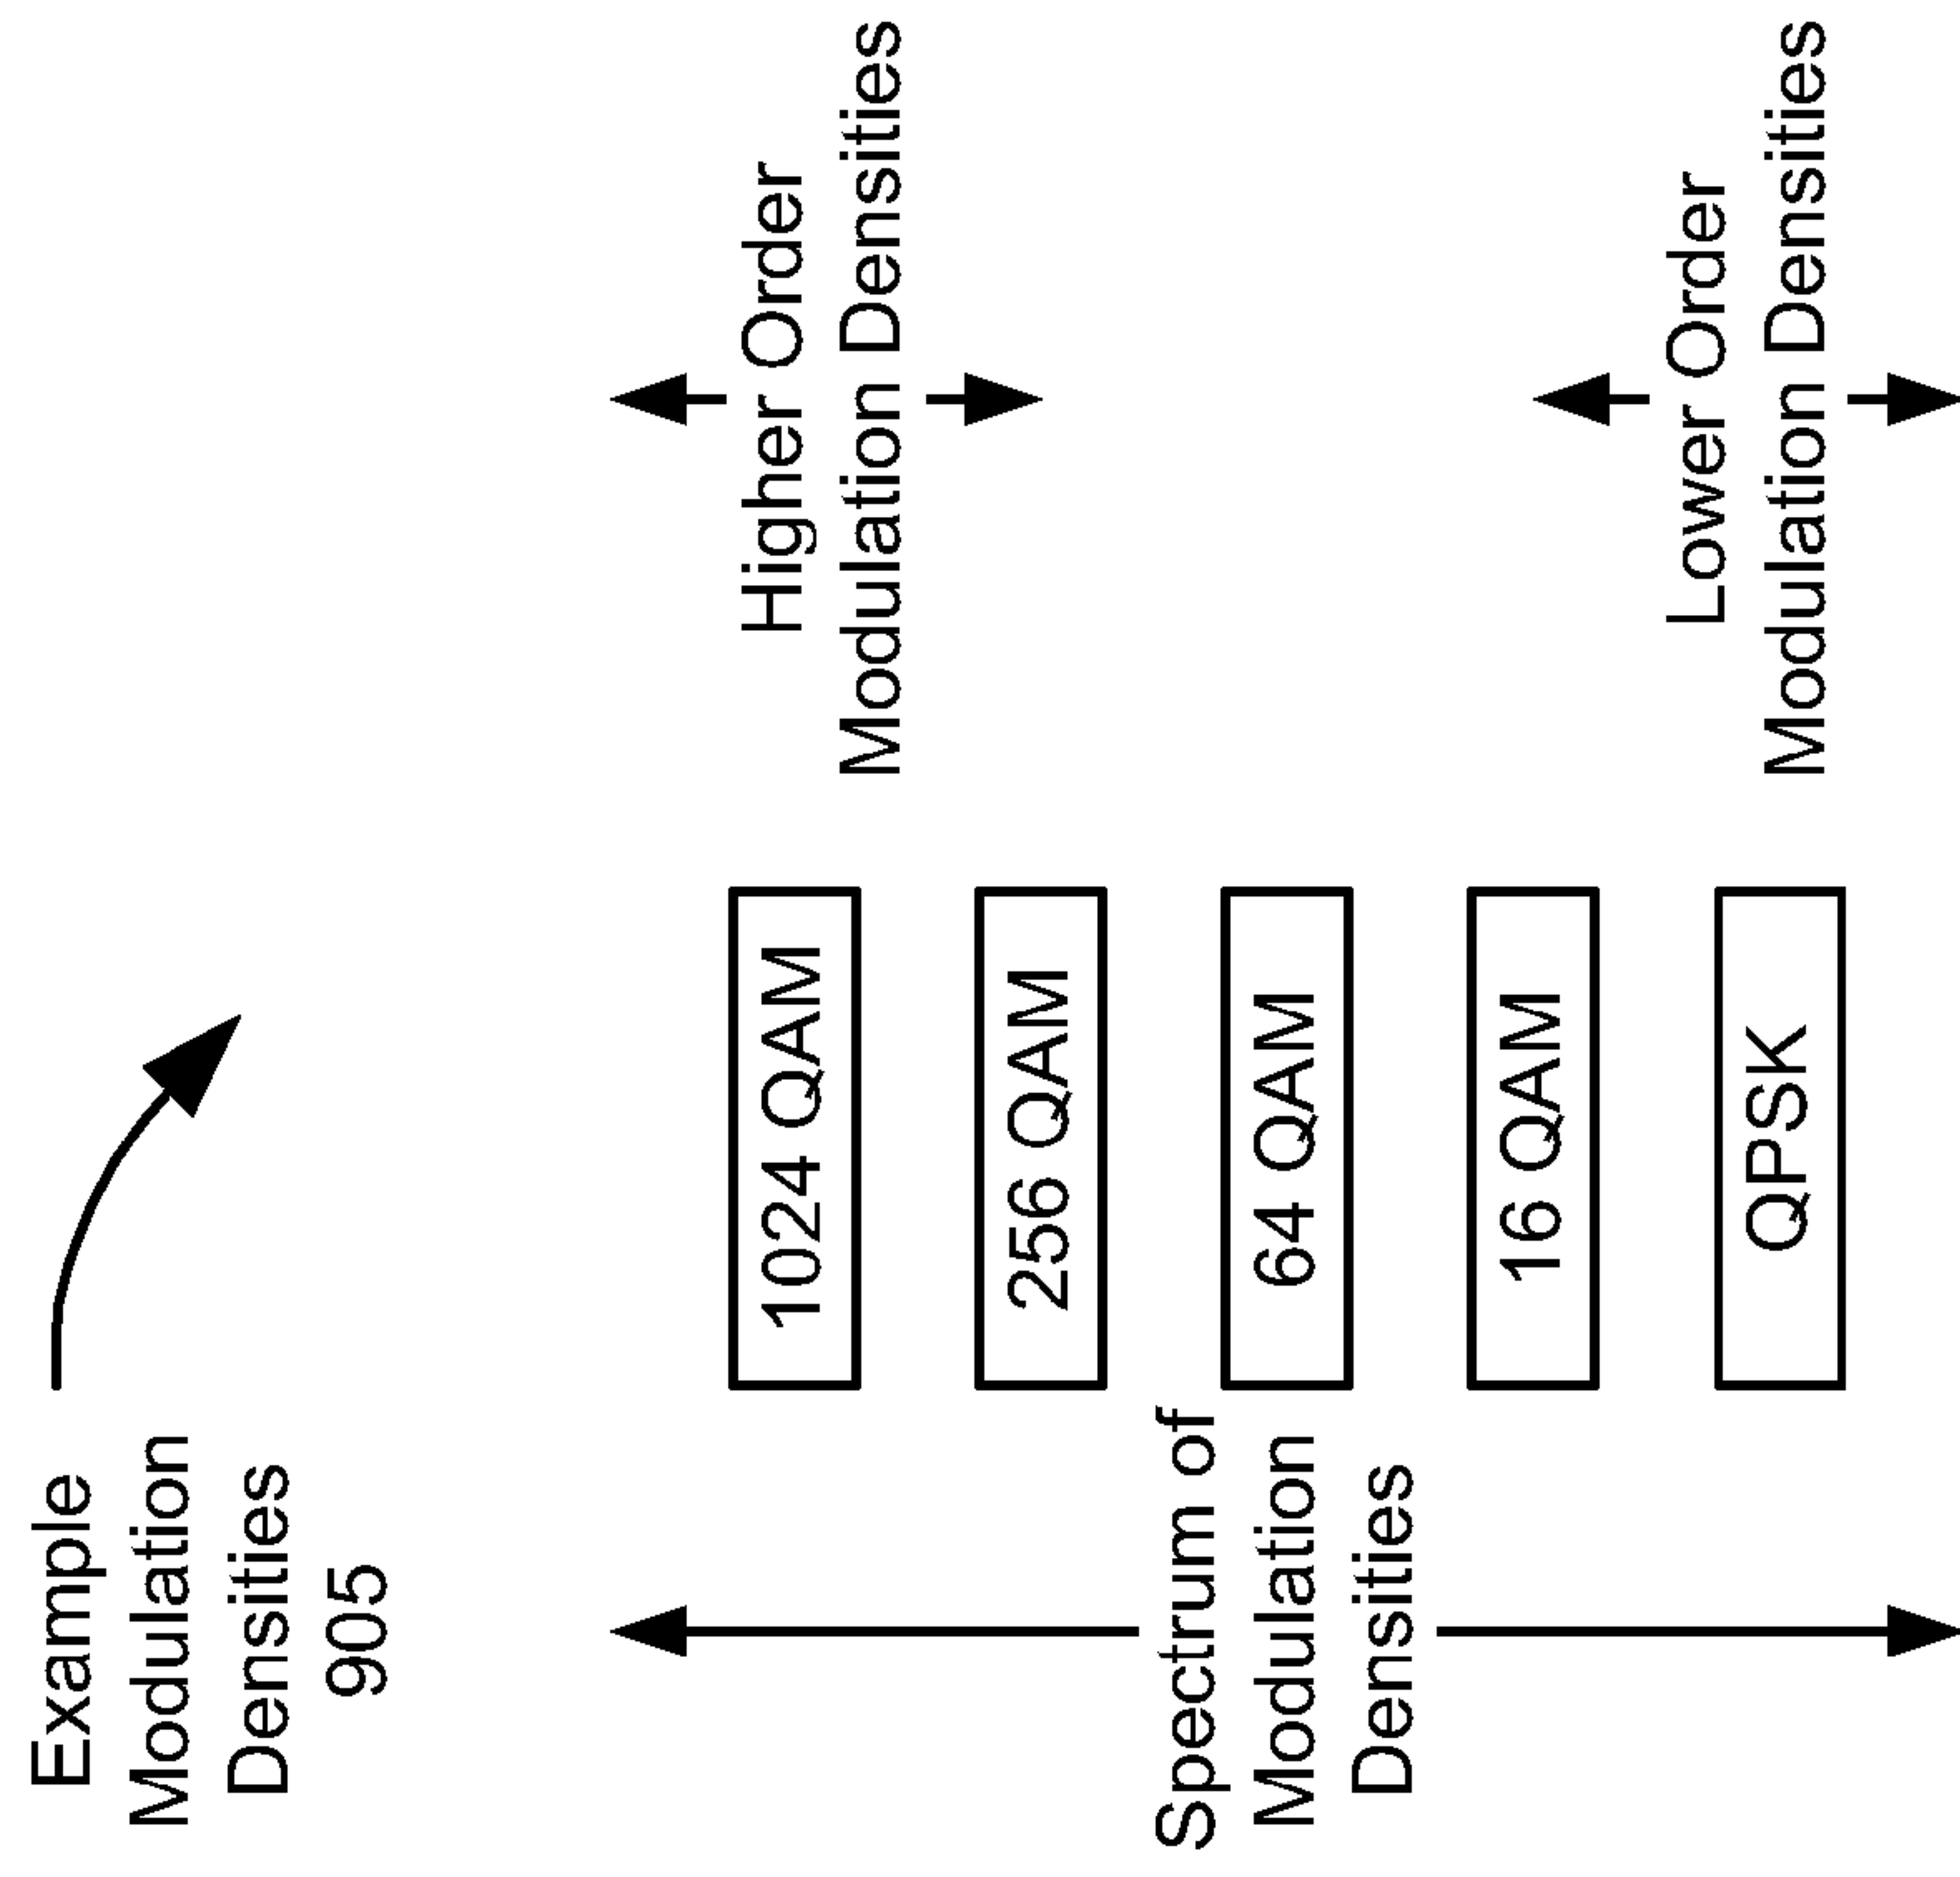 Example
Modulation
Densities
905
Spectrum of
Modulation
Densities
1024 QAM
256 QAM
64 QAM
16 QAM
QPSK
Higher Order
Modulation Densities
Lower Order
Modulation Densities